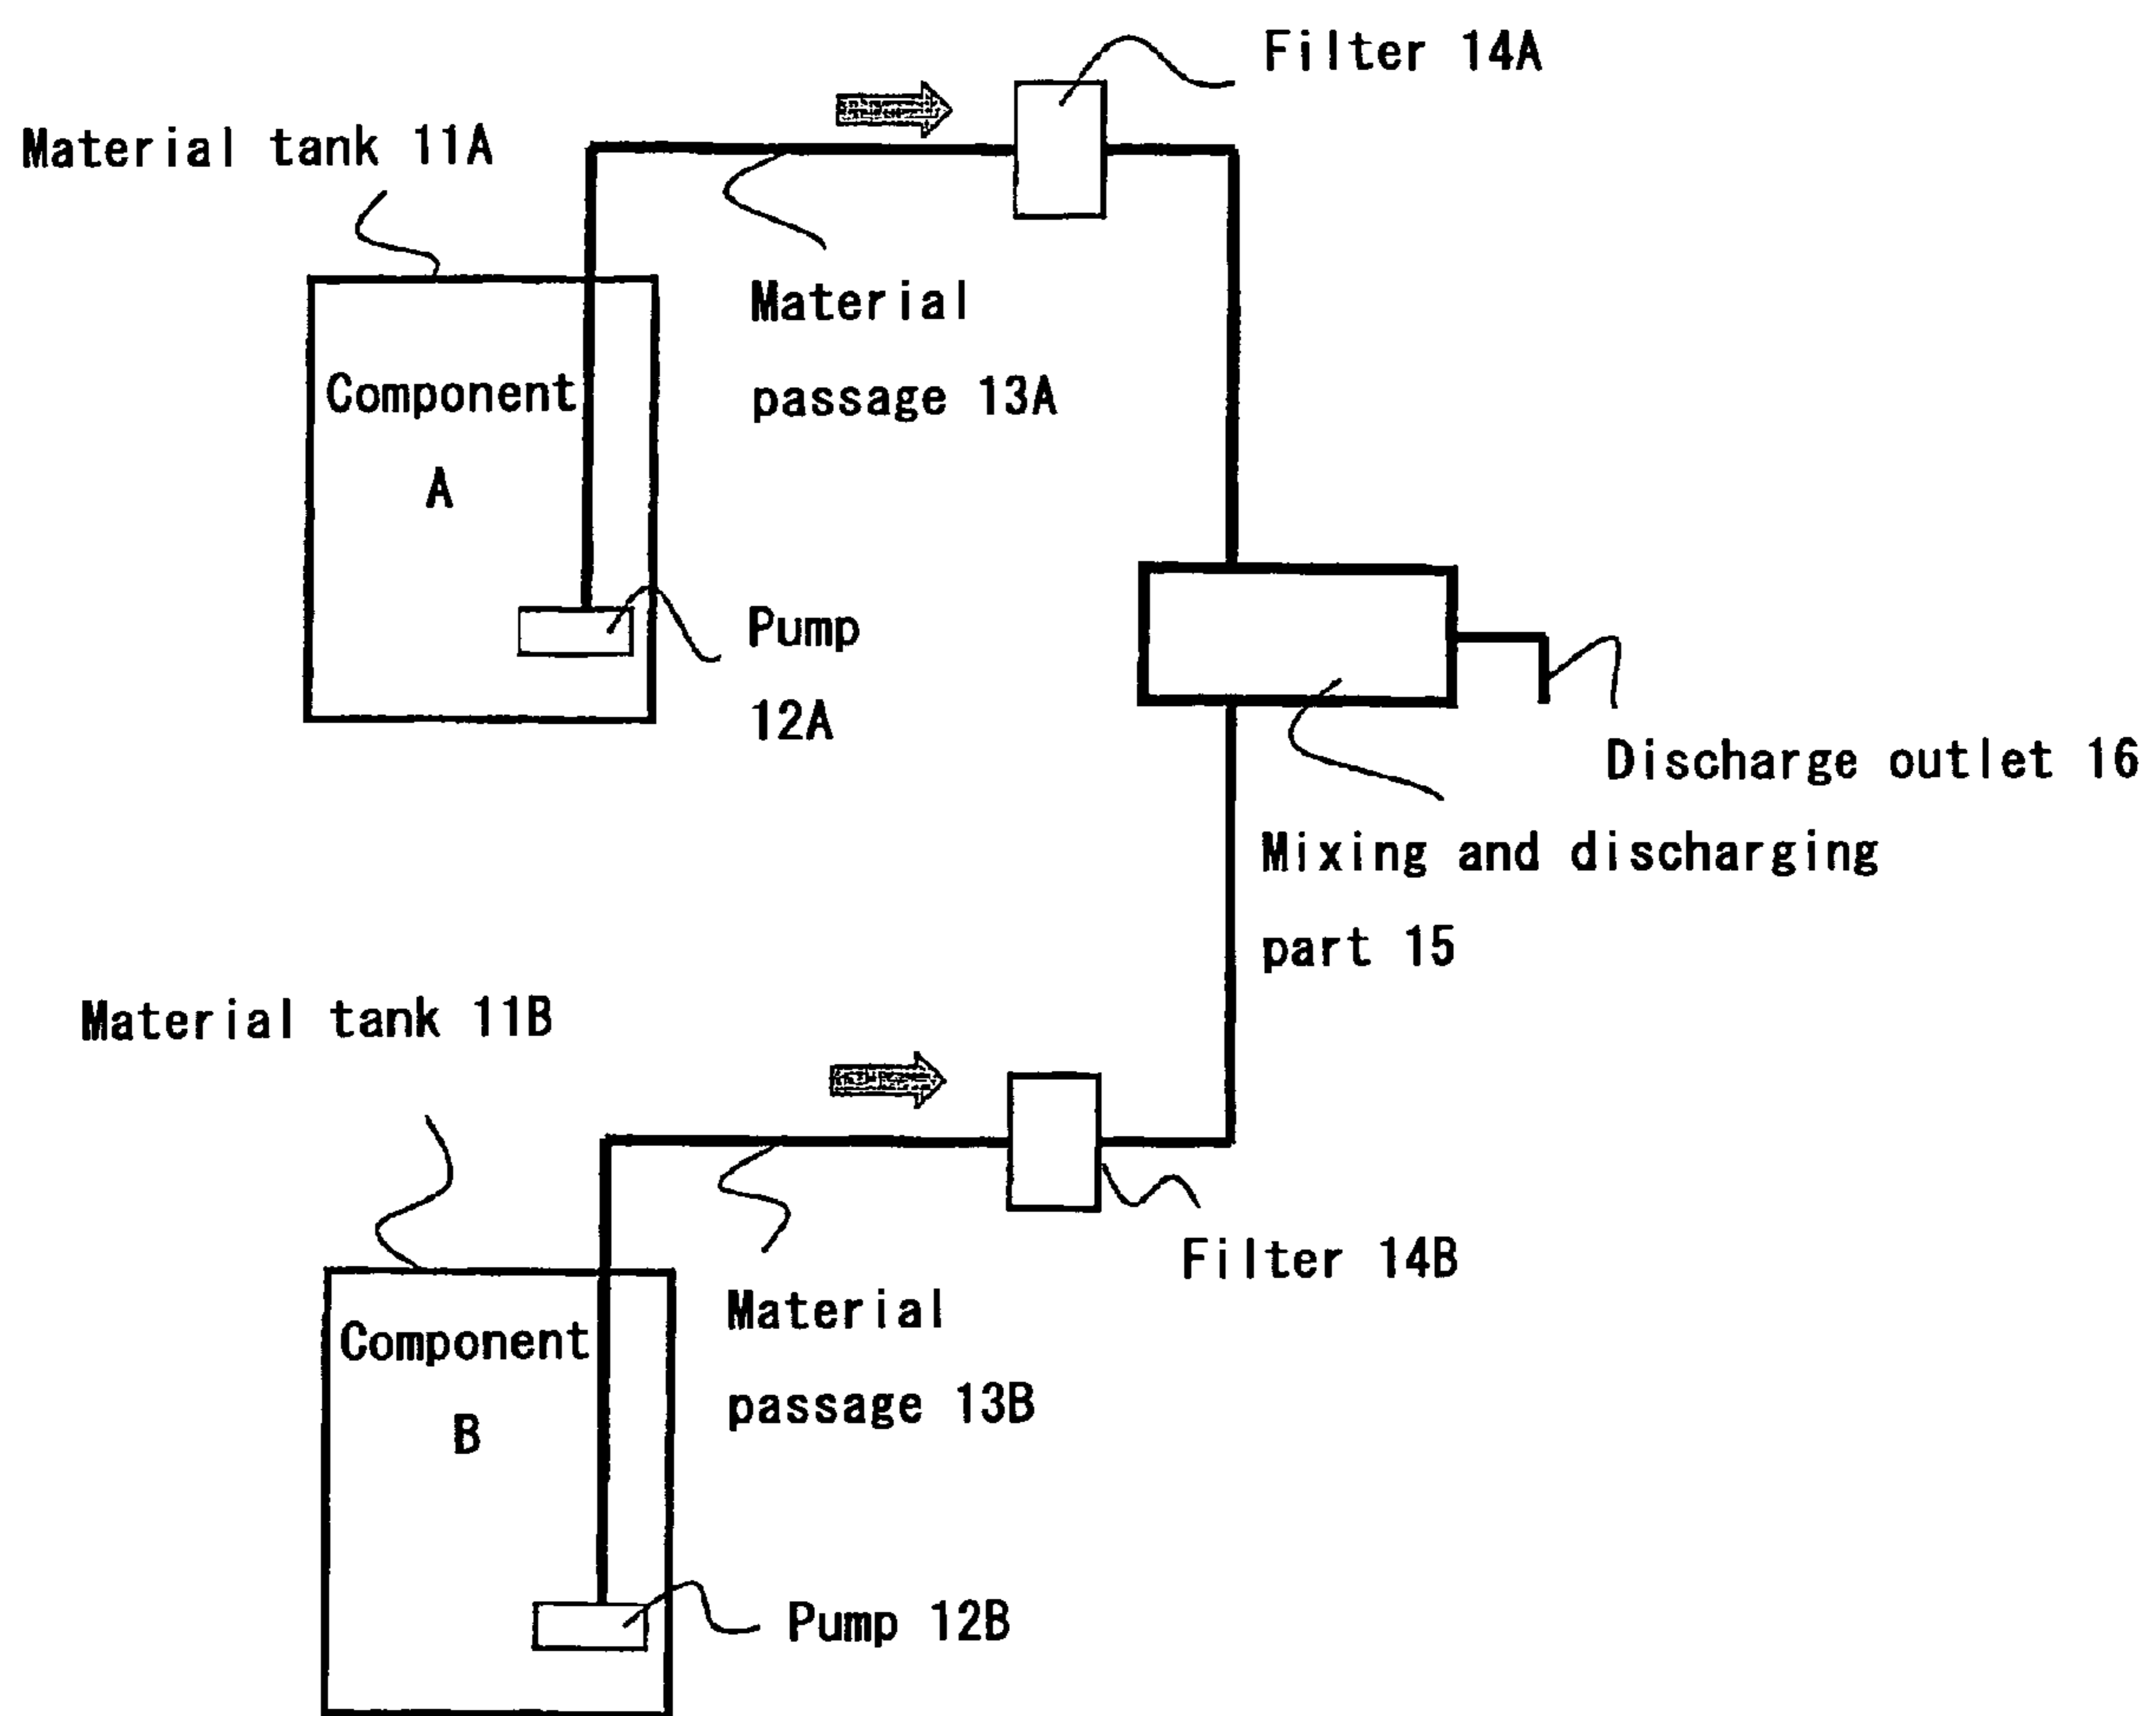 Filter 14A
Material tank 11A
Material
passage 13A
Component
A
Pump
12A
Discharge outlet 16
Mixing and discharging
part 15
Material tank 11B
Filter 14B
Material
passage 13B
Component
B
Pump 12B